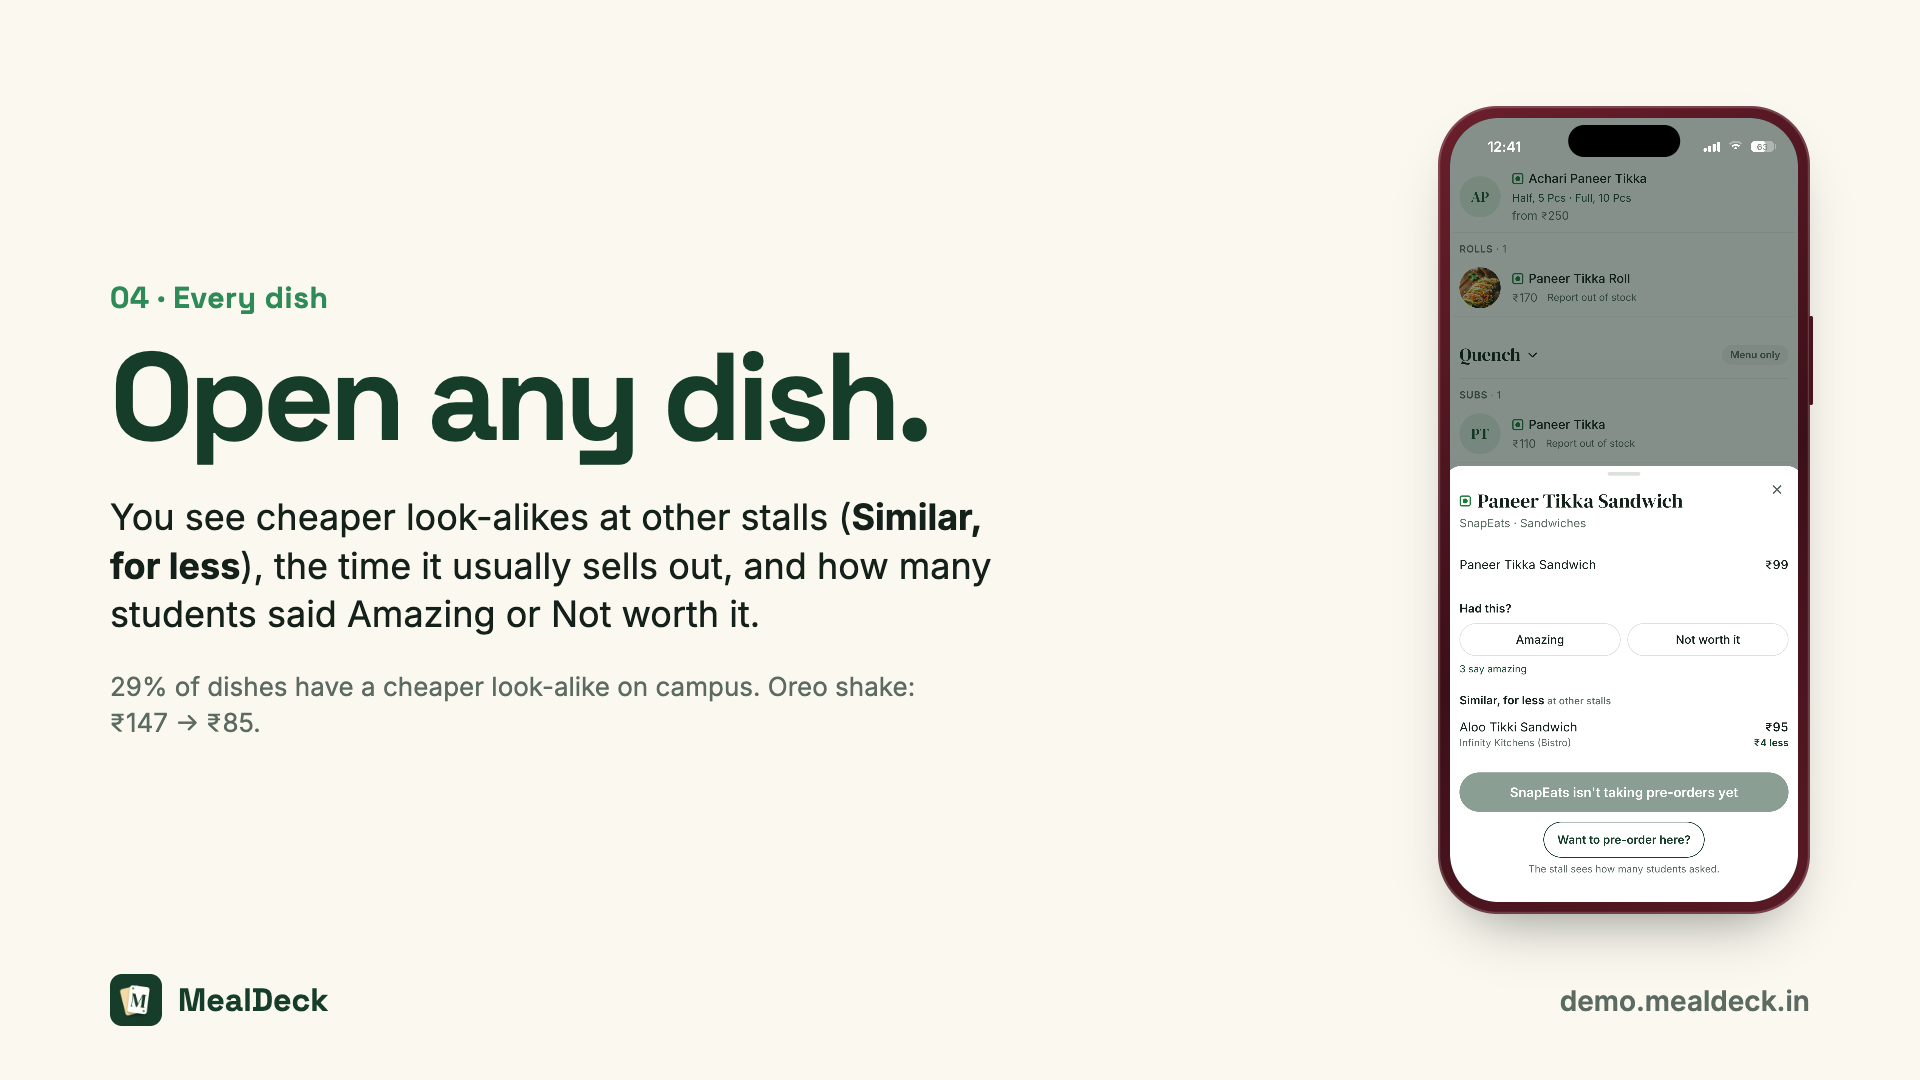 04 · Every dish
Open any dish.
You see cheaper look-alikes at other stalls (Similar,
for less), the time it usually sells out, and how many
students said Amazing or Not worth it.
29% of dishes have a cheaper look-alike on campus. Oreo shake:
₹147 → ₹85.
M
MealDeck
12:41
63
AP
Achari Paneer Tikka
Half, 5 Pcs · Full, 10 Pcs
from ₹250
ROLLS · 1
Paneer Tikka Roll
₹170 Report out of stock
Quench
Menu only
SUBS · 1
PT
Paneer Tikka
₹110 Report out of stock
Paneer Tikka Sandwich
SnapEats · Sandwiches
Paneer Tikka Sandwich ₹99
Had this?
Amazing Not worth it
3 say amazing
Similar, for less at other stalls
Aloo Tikki Sandwich ₹95
Infinity Kitchens (Bistro) ₹4 less
SnapEats isn't taking pre-orders yet
Want to pre-order here?
The stall sees how many students asked.
demo.mealdeck.in